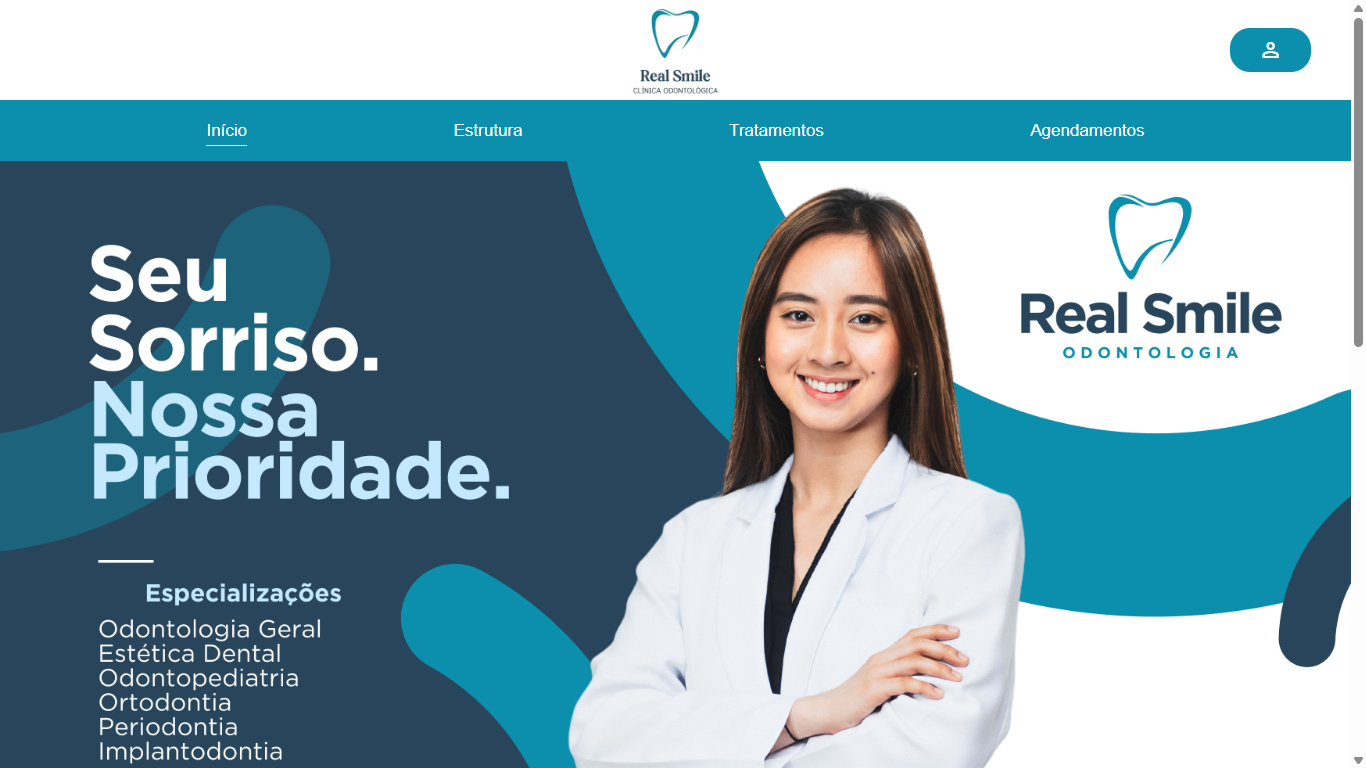 Real Smile
CLÍNICA ODONTOLÓGICA
Início
Estrutura
Tratamentos
Agendamentos
Seu
Sorriso.
Nossa
Prioridade.
Real Smile
ODONTOLOGIA
Especializações
Odontologia Geral
Estética Dental
Odontopediatria
Ortodontia
Periodontia
Implantodontia